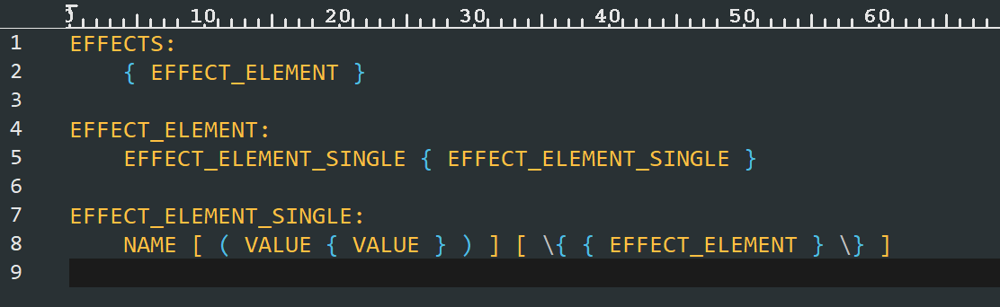 0 10 20 30 40 50 60
1 EFFECTS:
2     { EFFECT_ELEMENT }
3
4 EFFECT_ELEMENT:
5     EFFECT_ELEMENT_SINGLE { EFFECT_ELEMENT_SINGLE }
6
7 EFFECT_ELEMENT_SINGLE:
8     NAME [ ( VALUE { VALUE } ) ] [ \{ { EFFECT_ELEMENT } \} ]
9